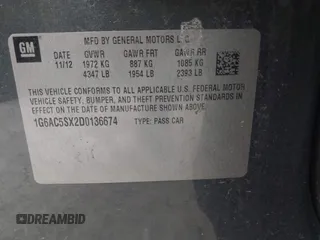 GM
MFD BY GENERAL MOTORS LLC
DATE GVWR GAWR FRT GAWR RR
11/12 1972 KG 887 KG 1085 KG
4347 LB 1954 LB 2393 LB
THIS VEHICLE CONFORMS TO ALL APPLICABLE U.S. FEDERAL MOTOR
VEHICLE SAFETY, BUMPER, AND THEFT PREVENTION STANDARDS
IN EFFECT ON THE DATE OF MANUFACTURE SHOWN ABOVE.
1G6AC5SX2D0136674
TYPE: PASS CAR
DREAMBID